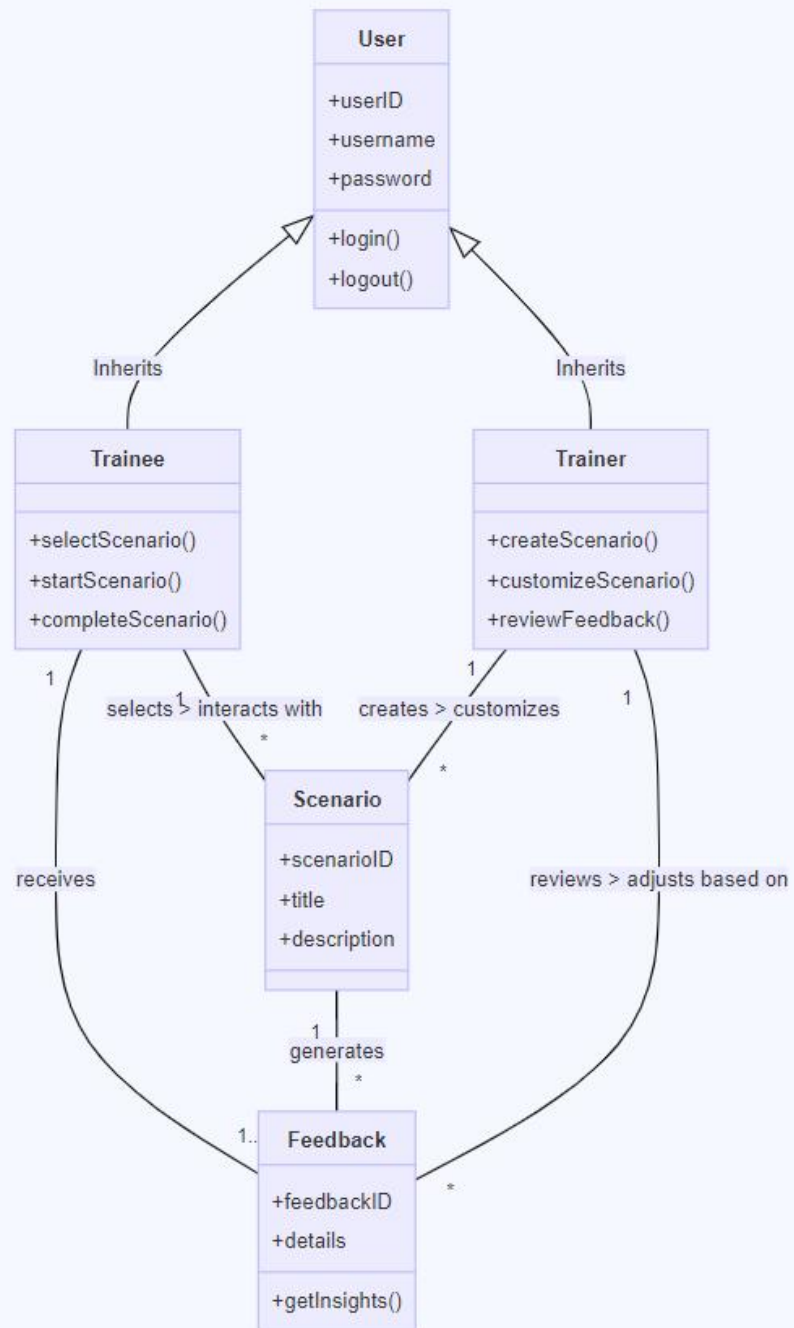 User
+userID
+username
+password
+login()
+logout()
Inherits
Inherits
Trainee
+selectScenario()
+startScenario()
+completeScenario()
Trainer
+createScenario()
+customizeScenario()
+reviewFeedback()
1
1
1
1
selects > interacts with
creates > customizes
*
*
Scenario
+scenarioID
+title
+description
receives
reviews > adjusts based on
1
generates
*
1..
*
Feedback
+feedbackID
+details
+getInsights()